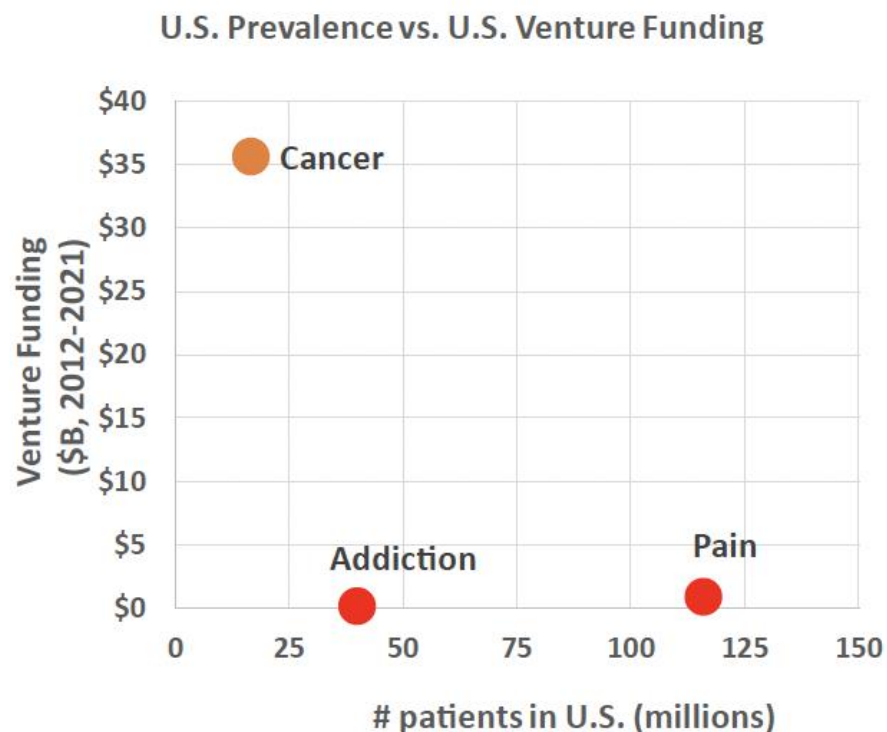 U.S. Prevalence vs. U.S. Venture Funding
$40
$35
$30
$25
$20
$15
$10
$5
$0
Venture Funding
($B, 2012-2021)
Cancer
Addiction
Pain
0 25 50 75 100 125 150
# patients in U.S. (millions)